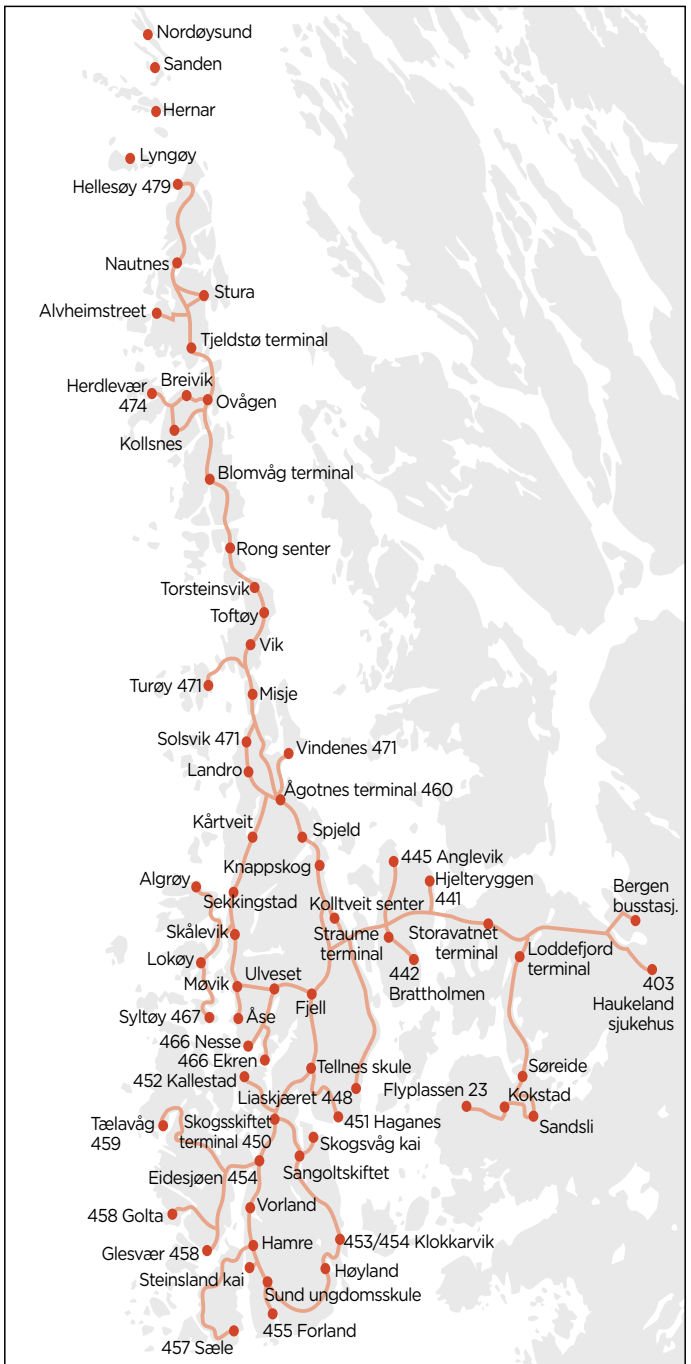 Nordøysund
Sanden
Hernar
Lyngøy
Hellesøy 479
Nautnes
Stura
Alvheimstreet
Tjeldstø terminal
Herdlevær
474
Breivik
Ovågen
Kollsnes
Blomvåg terminal
Rong senter
Torsteinsvik
Toftøy
Vik
Turøy 471
Misje
Solsvik 471
Vindenes 471
Landro
Ågotnes terminal 460
Kårtveit
Spjeld
Knappskog
445 Anglevik
Algrøy
Sekkingstad
Hjelteryggen
441
Kolltveit senter
Bergen
busstasj.
Skålevik
Straume
terminal
Storavatnet
terminal
Loddefjord
terminal
Lokøy
Ulveset
442
Brattholmen
403
Haukeland
sjukehus
Møvik
Fjell
Syltøy 467
Åse
466 Nesse
466 Ekren
Tellnes skule
Søreide
452 Kallestad
Liaskjæret 448
Flyplassen 23
Kokstad
Sandsli
Tælavåg
459
Skogsskiftet
terminal 450
451 Haganes
Skogsvåg kai
Sangoltskiftet
Eidesjøen 454
Vorland
458 Golta
453/454 Klokkarvik
Hamre
Glesvær 458
Steinsland kai
Høyland
Sund ungdomsskule
455 Forland
457 Sæle